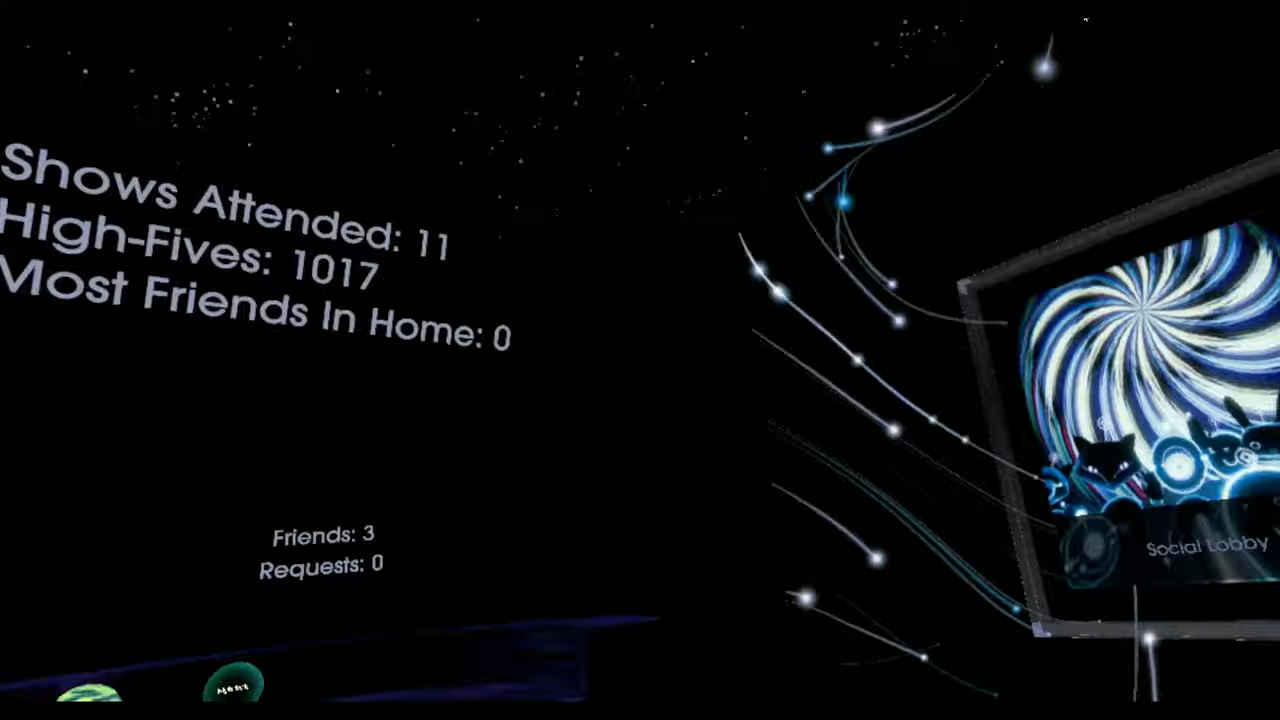 Shows Attended: 11
High-Fives: 1017
Most Friends In Home: 0
Friends: 3
Requests: 0
Social Lobby